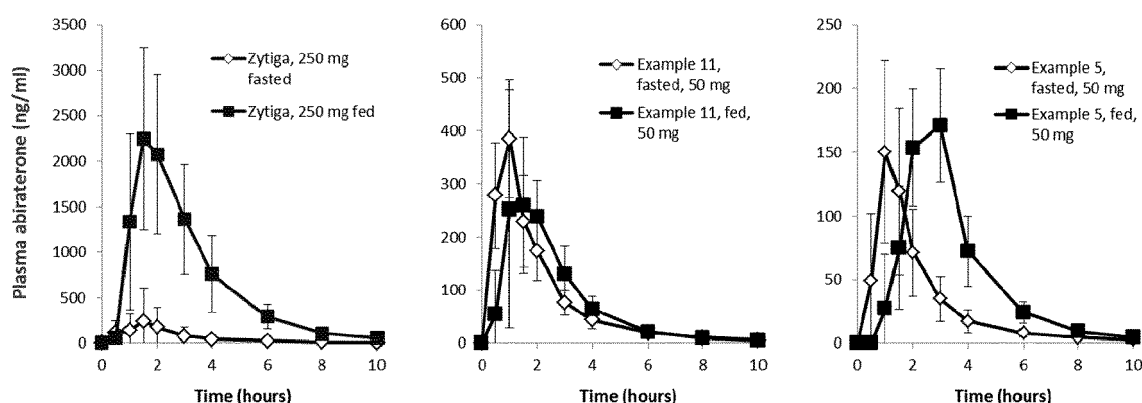 Plasma abiraterone (ng/ml)
3500
3000
2500
2000
1500
1000
500
0
Zytiga, 250 mg
fasted
Zytiga, 250 mg fed
0 2 4 6 8 10
Time (hours)
600
500
400
300
200
100
0
Example 11,
fasted, 50 mg
Example 11, fed,
50 mg
0 2 4 6 8 10
Time (hours)
250
200
150
100
50
0
Example 5,
fasted, 50 mg
Example 5, fed,
50 mg
0 2 4 6 8 10
Time (hours)